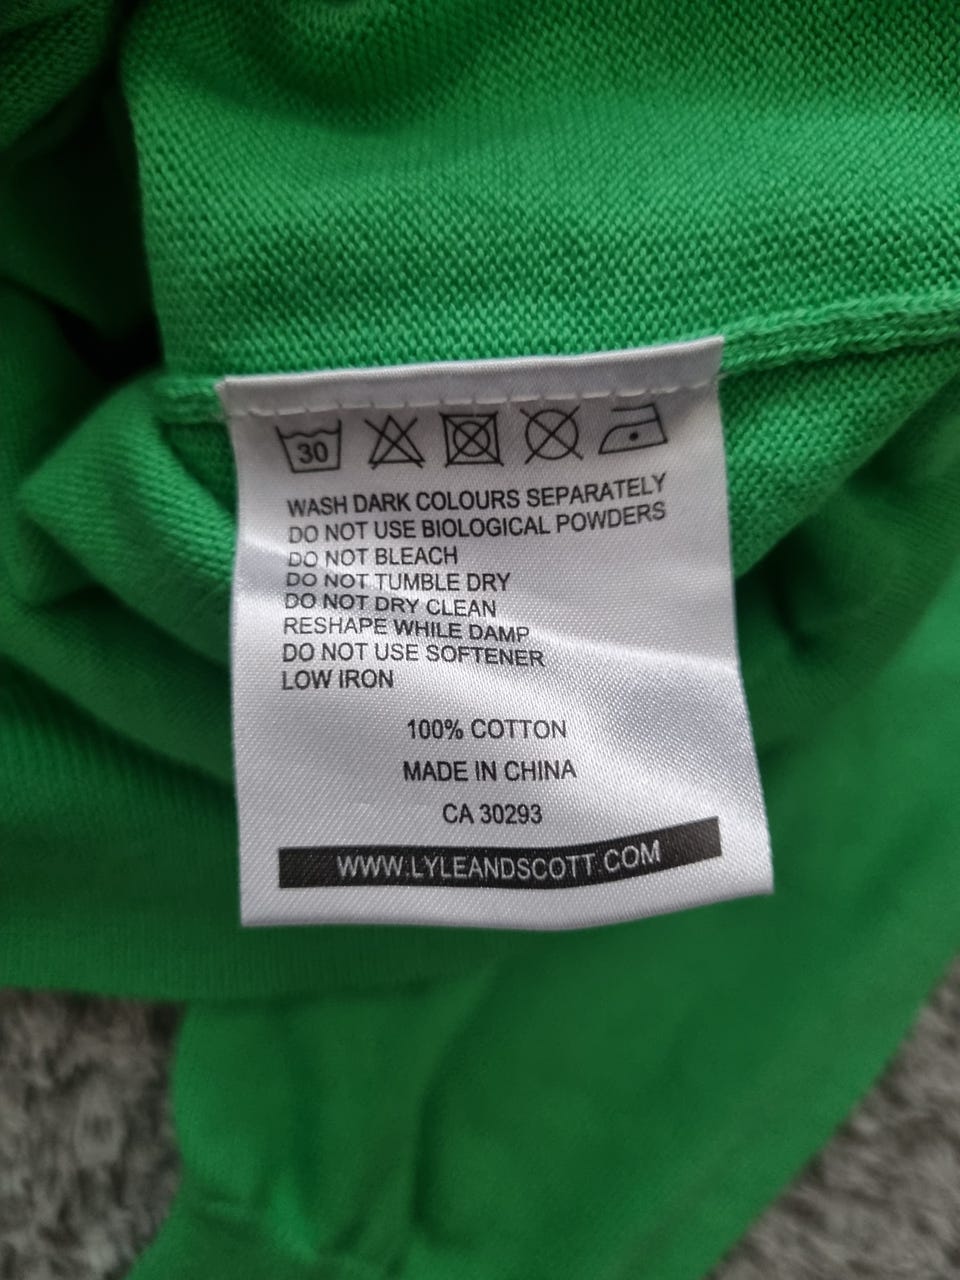 30
WASH DARK COLOURS SEPARATELY
DO NOT USE BIOLOGICAL POWDERS
DO NOT BLEACH
DO NOT TUMBLE DRY
DO NOT DRY CLEAN
RESHAPE WHILE DAMP
DO NOT USE SOFTENER
LOW IRON
100% COTTON
MADE IN CHINA
CA 30293
WWW.LYLEANDSCOTT.COM